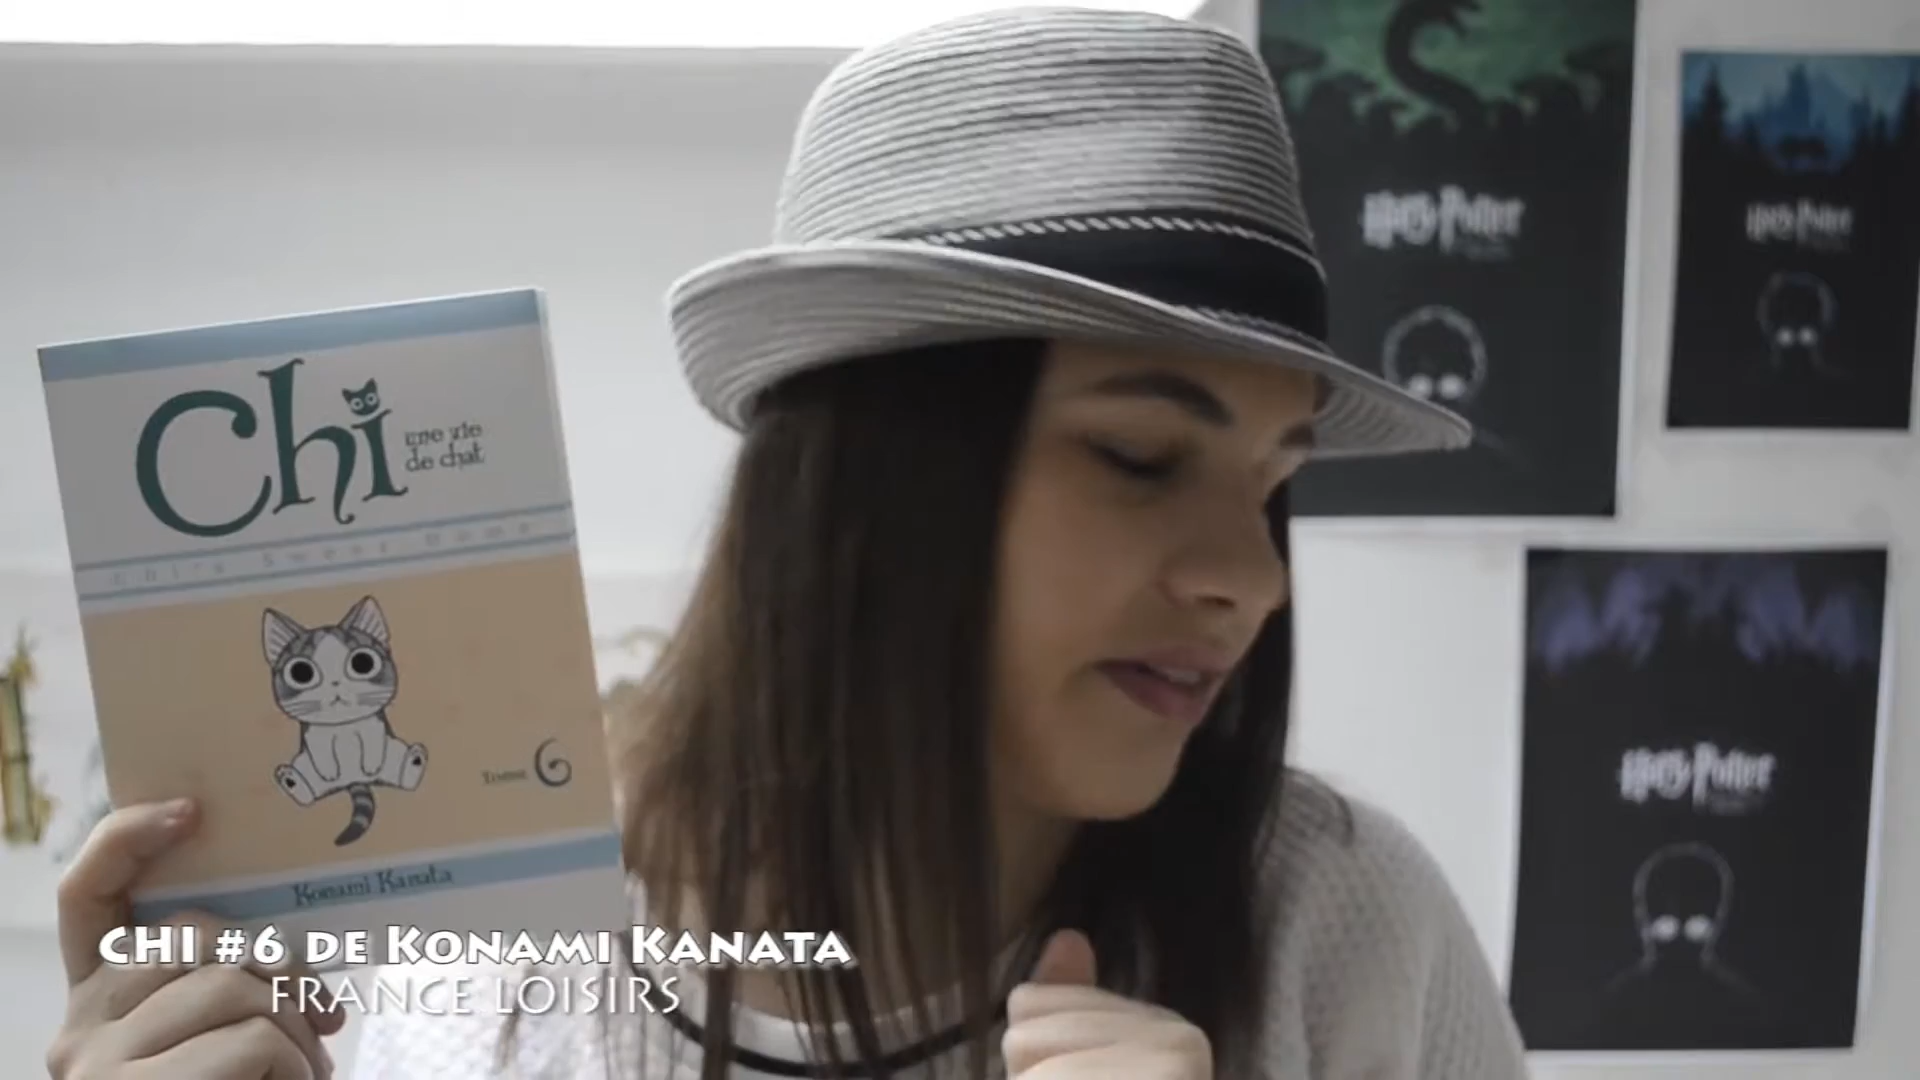 Chi
une vie
de chat
Chi's Sweet Home
Tome 6
Konami Kanata
CHI #6 DE KONAMI KANATA
FRANCE LOISIRS
Harry Potter
Harry Potter
Harry Potter